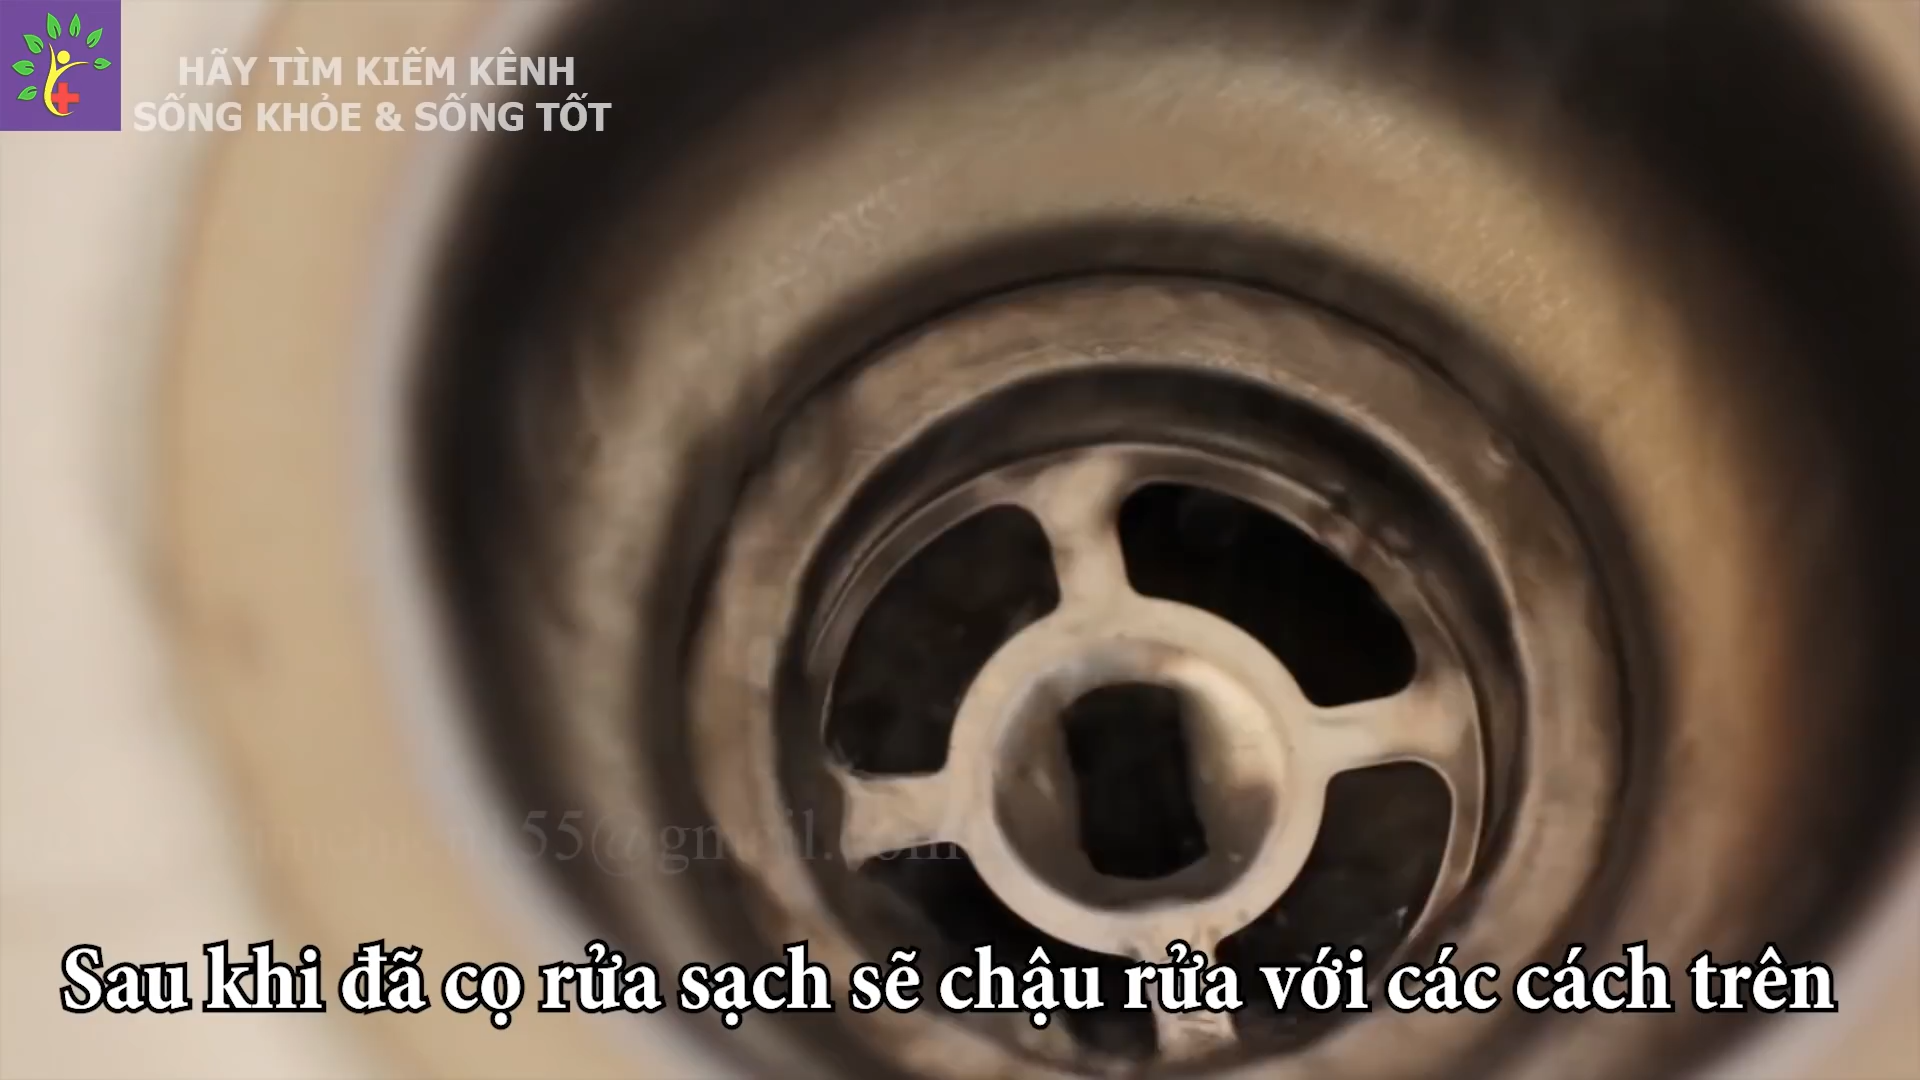 HÃY TÌM KIẾM KÊNH
SỐNG KHỎE & SỐNG TỐT
Sau khi đã cọ rửa sạch sẽ chậu rửa với các cách trên